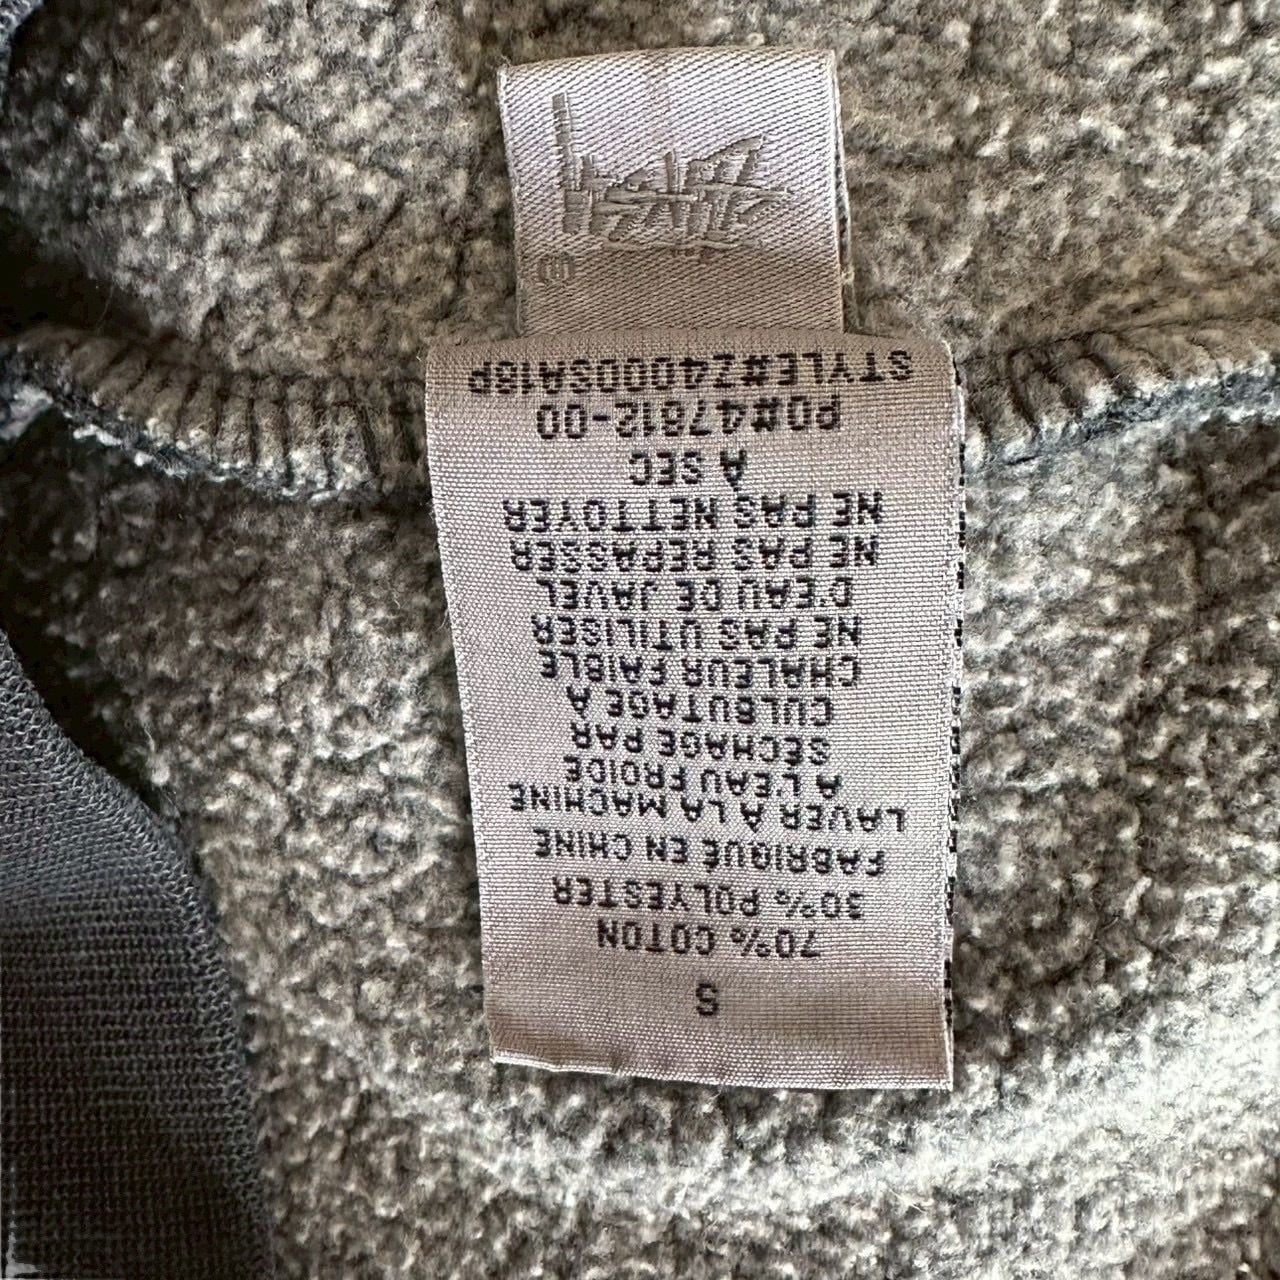 S
70% COTON
30% POLYESTER
FABRIQUÉ EN CHINE
LAVER À LA MACHINE
A L'EAU FROIDE
SECHAGE PAR
CULBUTAGE A
CHALEUR FAIBLE
NE PAS UTILISER
D'EAU DE JAVEL
NE PAS REPASSER
NE PAS NETTOYER
À SEC
PO#47812-00
STYLE#Z4000SA18P